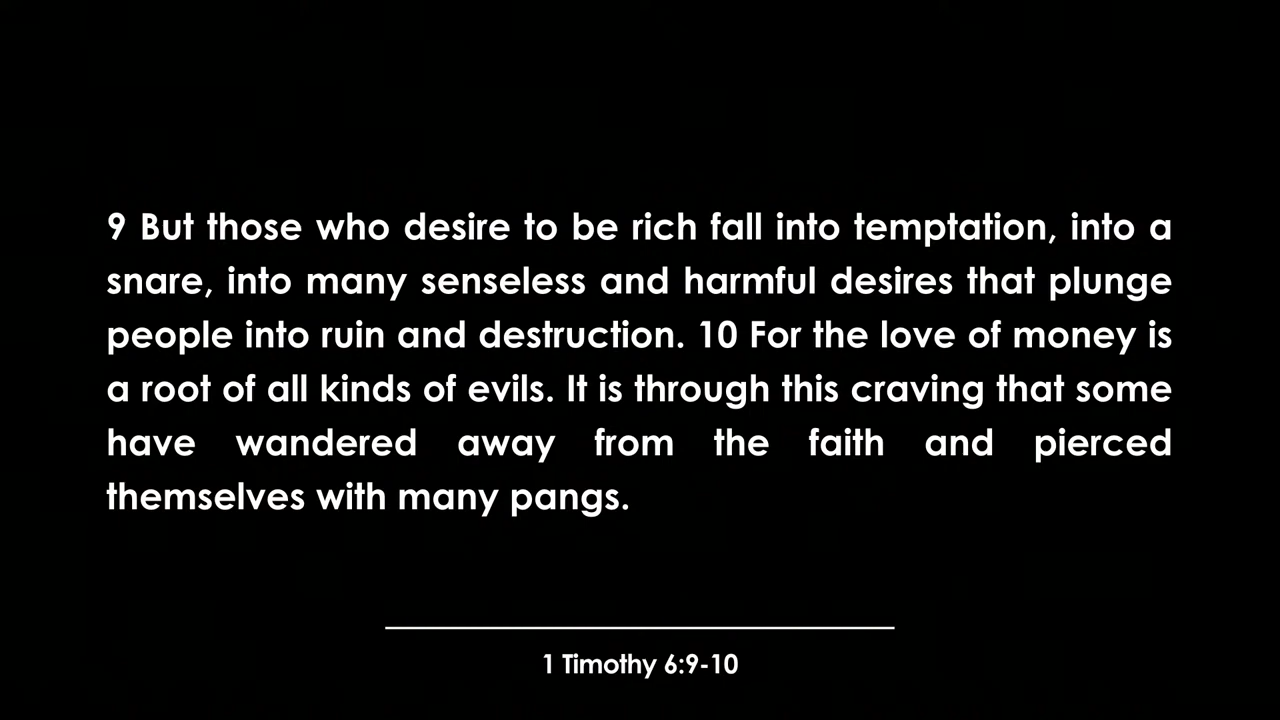 9 But those who desire to be rich fall into temptation, into a
snare, into many senseless and harmful desires that plunge
people into ruin and destruction. 10 For the love of money is
a root of all kinds of evils. It is through this craving that some
have wandered away from the faith and pierced
themselves with many pangs.
1 Timothy 6:9-10